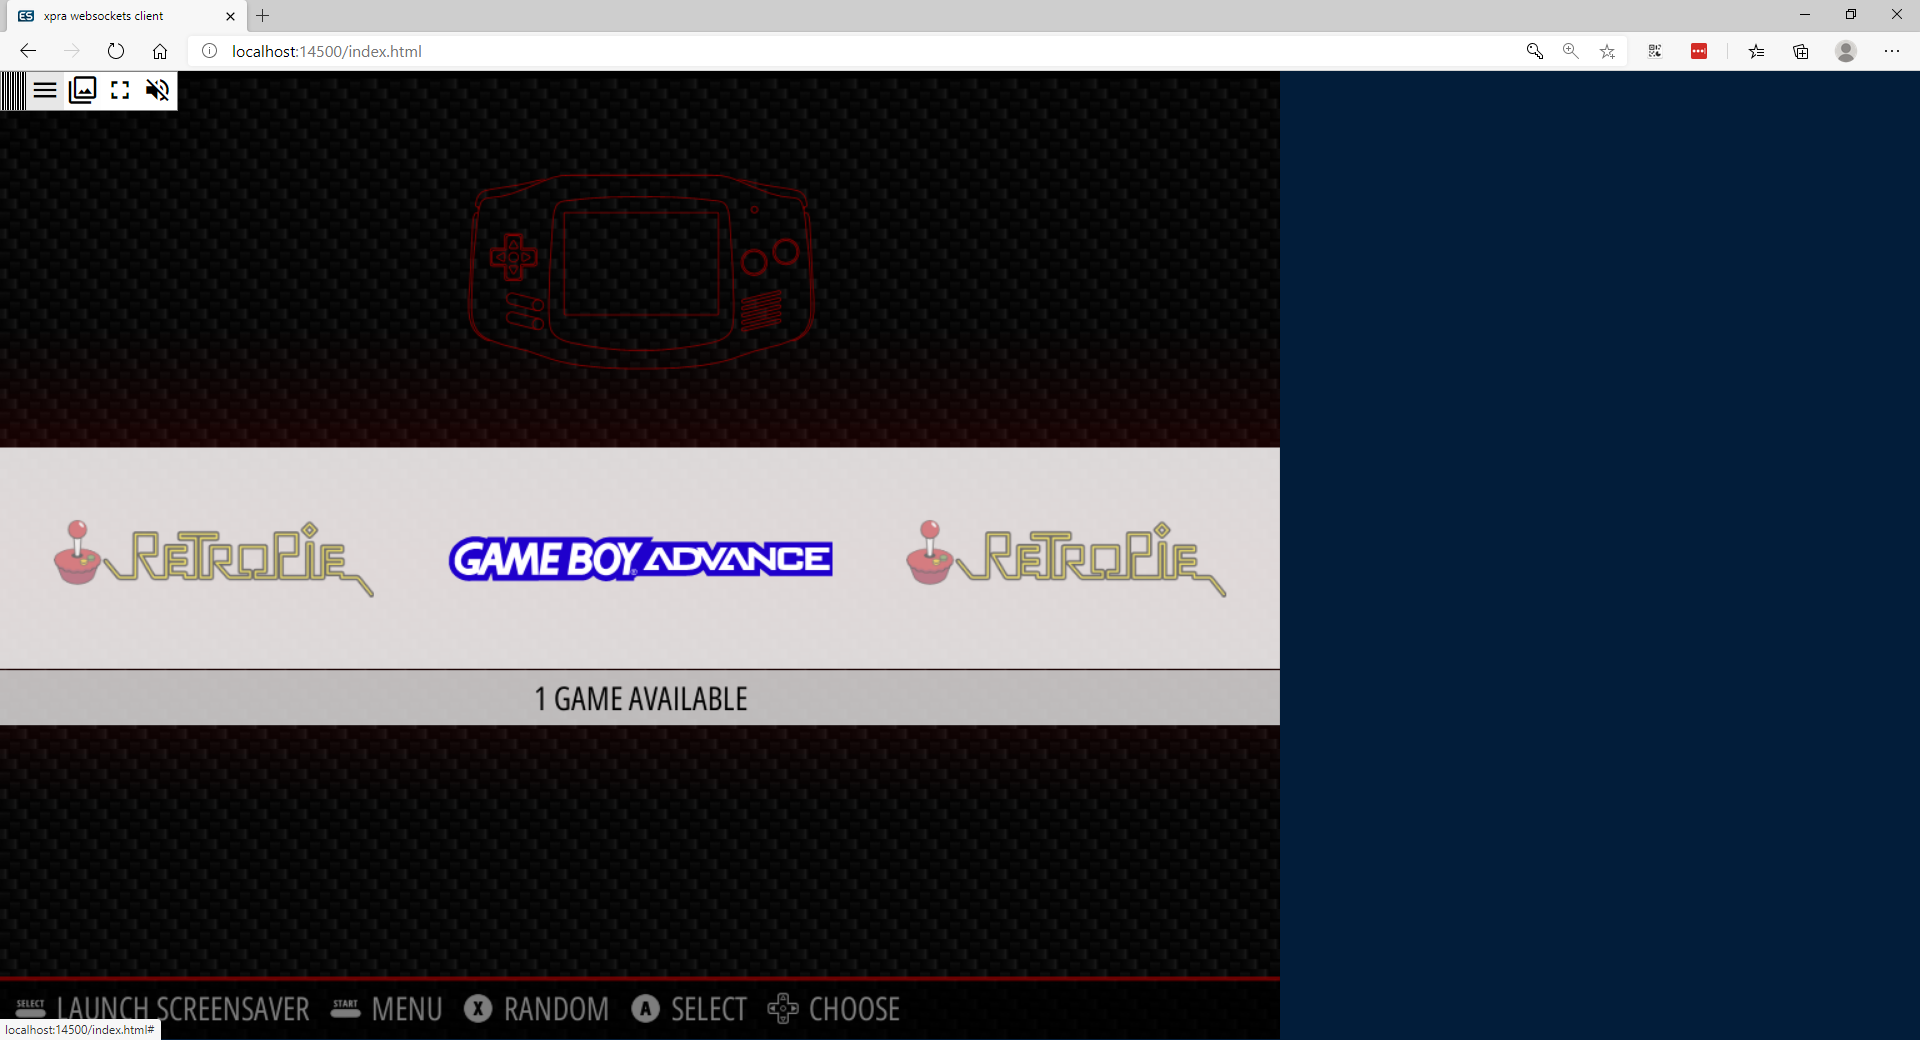 ES xpra websockets client
localhost:14500/index.html
RETROPIE GAME BOY ADVANCE RETROPIE
1 GAME AVAILABLE
SELECT LAUNCH SCREENSAVER START MENU X RANDOM A SELECT CHOOSE
localhost:14500/index.html#